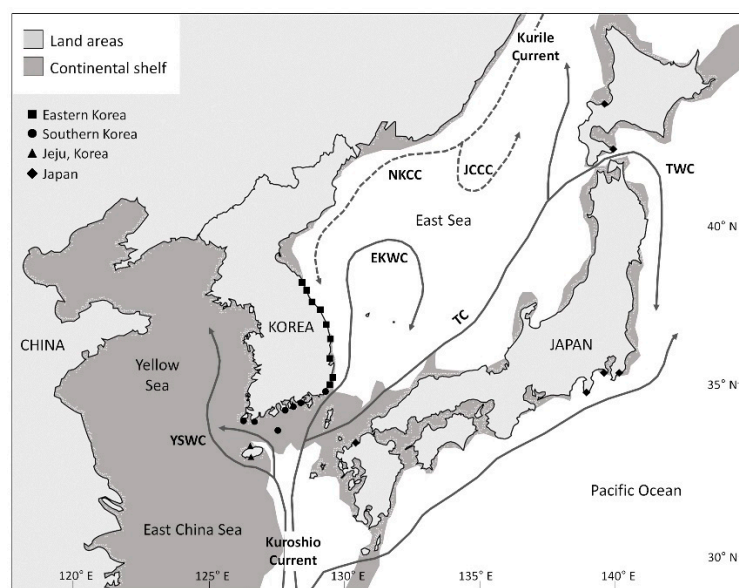 Land areas
Continental shelf
Eastern Korea
Southern Korea
Jeju, Korea
Japan
Kurile
Current
NKCC
JCCC
TWC
East Sea
40° N
EKWC
TC
KOREA
CHINA
JAPAN
Yellow
Sea
35° N
YSWC
Pacific Ocean
East China Sea
Kuroshio
Current
30° N
120° E
125° E
130° E
135° E
140° E